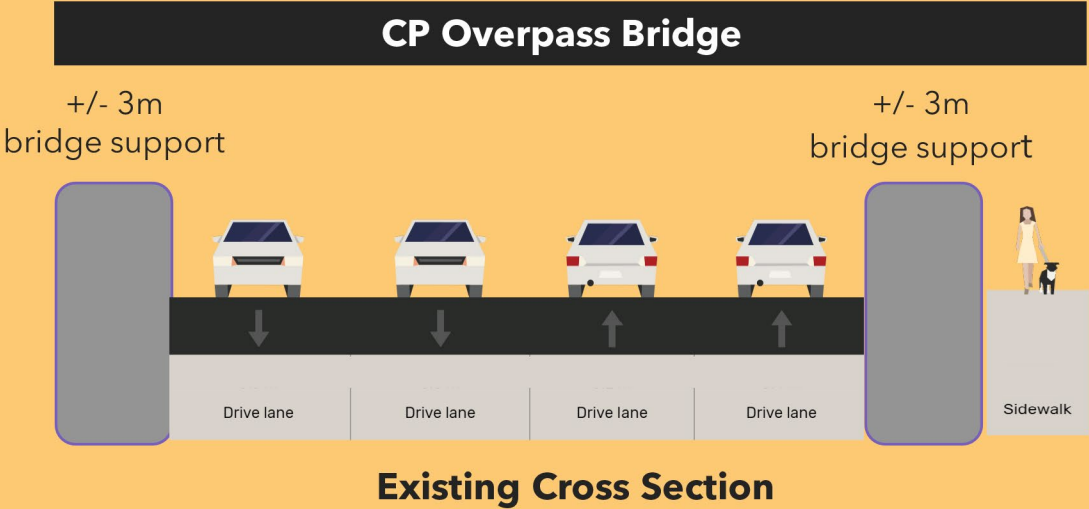 CP Overpass Bridge
+/- 3m
bridge support
+/- 3m
bridge support
Drive lane
Drive lane
Drive lane
Drive lane
Sidewalk
Existing Cross Section